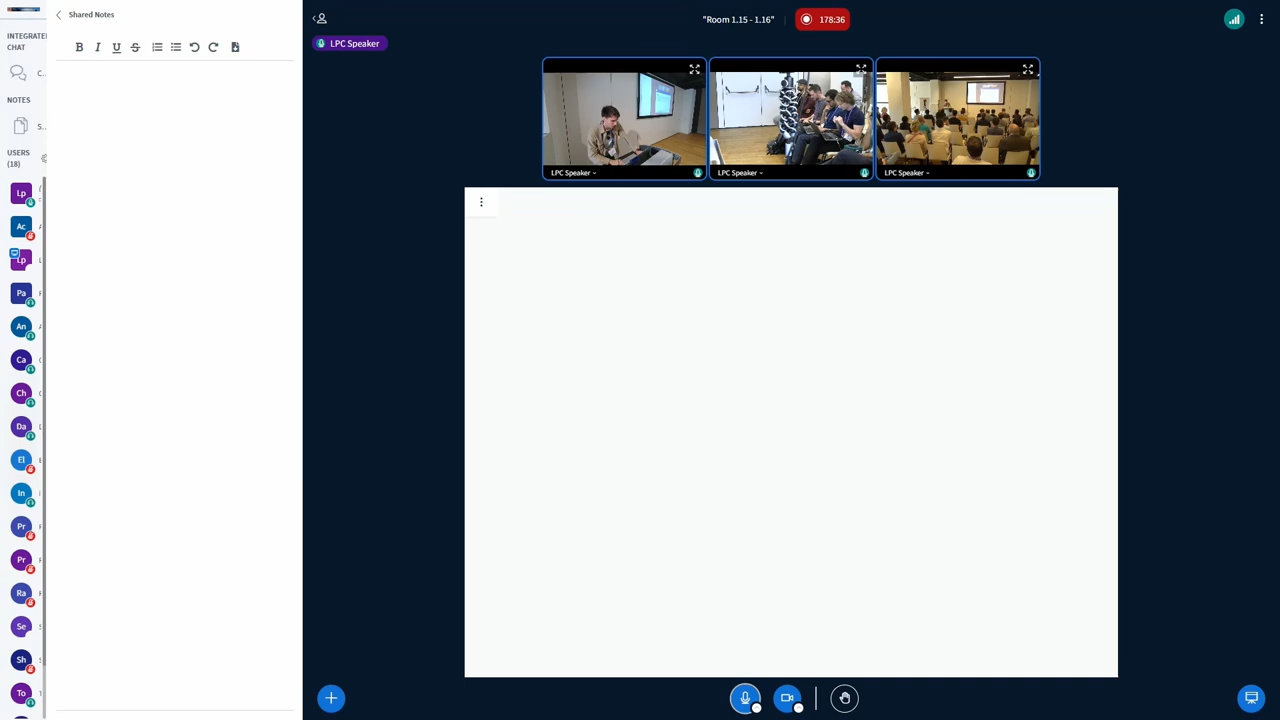 Shared Notes
INTEGRATE
CHAT
C..
NOTES
S..
USERS
(18)
Lp
Ac
Lp
Pa
An
Ca
Ch
Da
El
In
Pr
Pr
Ra
Se
Sh
To
B I U S
"Room 1.15 - 1.16"
178:36
LPC Speaker
LPC Speaker
LPC Speaker
LPC Speaker